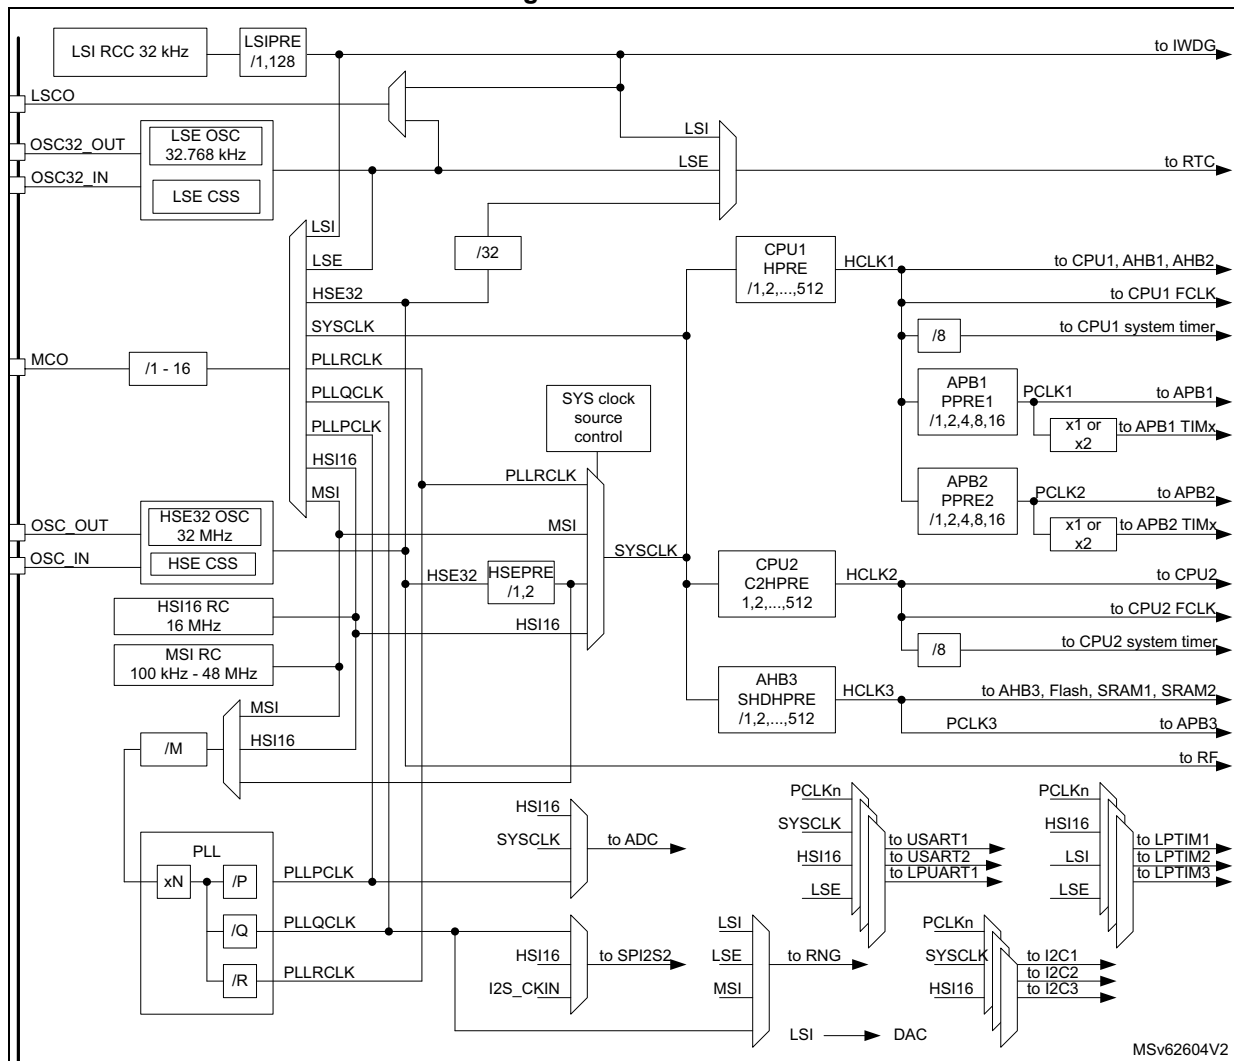 LSI RCC 32 kHz
LSIPRE
/1,128
to IWDG
LSCO
OSC32_OUT
LSE OSC
32.768 kHz
OSC32_IN
LSE CSS
LSI
LSE
to RTC
LSI
LSE
/32
HSE32
SYSCLK
MCO
/1 - 16
PLLRCLK
PLLQCLK
PLLPCLK
HSI16
MSI
CPU1
HPRE
/1,2,...,512
HCLK1
to CPU1, AHB1, AHB2
to CPU1 FCLK
/8
to CPU1 system timer
APB1
PPRE1
/1,2,4,8,16
PCLK1
to APB1
x1 or
x2
to APB1 TIMx
APB2
PPRE2
/1,2,4,8,16
PCLK2
to APB2
x1 or
x2
to APB2 TIMx
SYS clock
source
control
PLLRCLK
MSI
HSE32
HSEPRE
/1,2
HSI16
SYSCLK
OSC_OUT
HSE32 OSC
32 MHz
OSC_IN
HSE CSS
HSI16 RC
16 MHz
MSI RC
100 kHz - 48 MHz
CPU2
C2HPRE
1,2,...,512
HCLK2
to CPU2
to CPU2 FCLK
/8
to CPU2 system timer
AHB3
SHDHPRE
/1,2,...,512
HCLK3
to AHB3, Flash, SRAM1, SRAM2
PCLK3
to APB3
to RF
MSI
/M
HSI16
PLL
xN
/P
PLLPCLK
/Q
PLLQCLK
/R
PLLRCLK
HSI16
SYSCLK
to ADC
HSI16
I2S_CKIN
to SPI2S2
LSI
LSE
MSI
to RNG
PCLKn
SYSCLK
HSI16
LSE
to USART1
to USART2
to LPUART1
PCLKn
HSI16
LSI
LSE
to LPTIM1
to LPTIM2
to LPTIM3
PCLKn
SYSCLK
HSI16
to I2C1
to I2C2
to I2C3
LSI
DAC
MSv62604V2